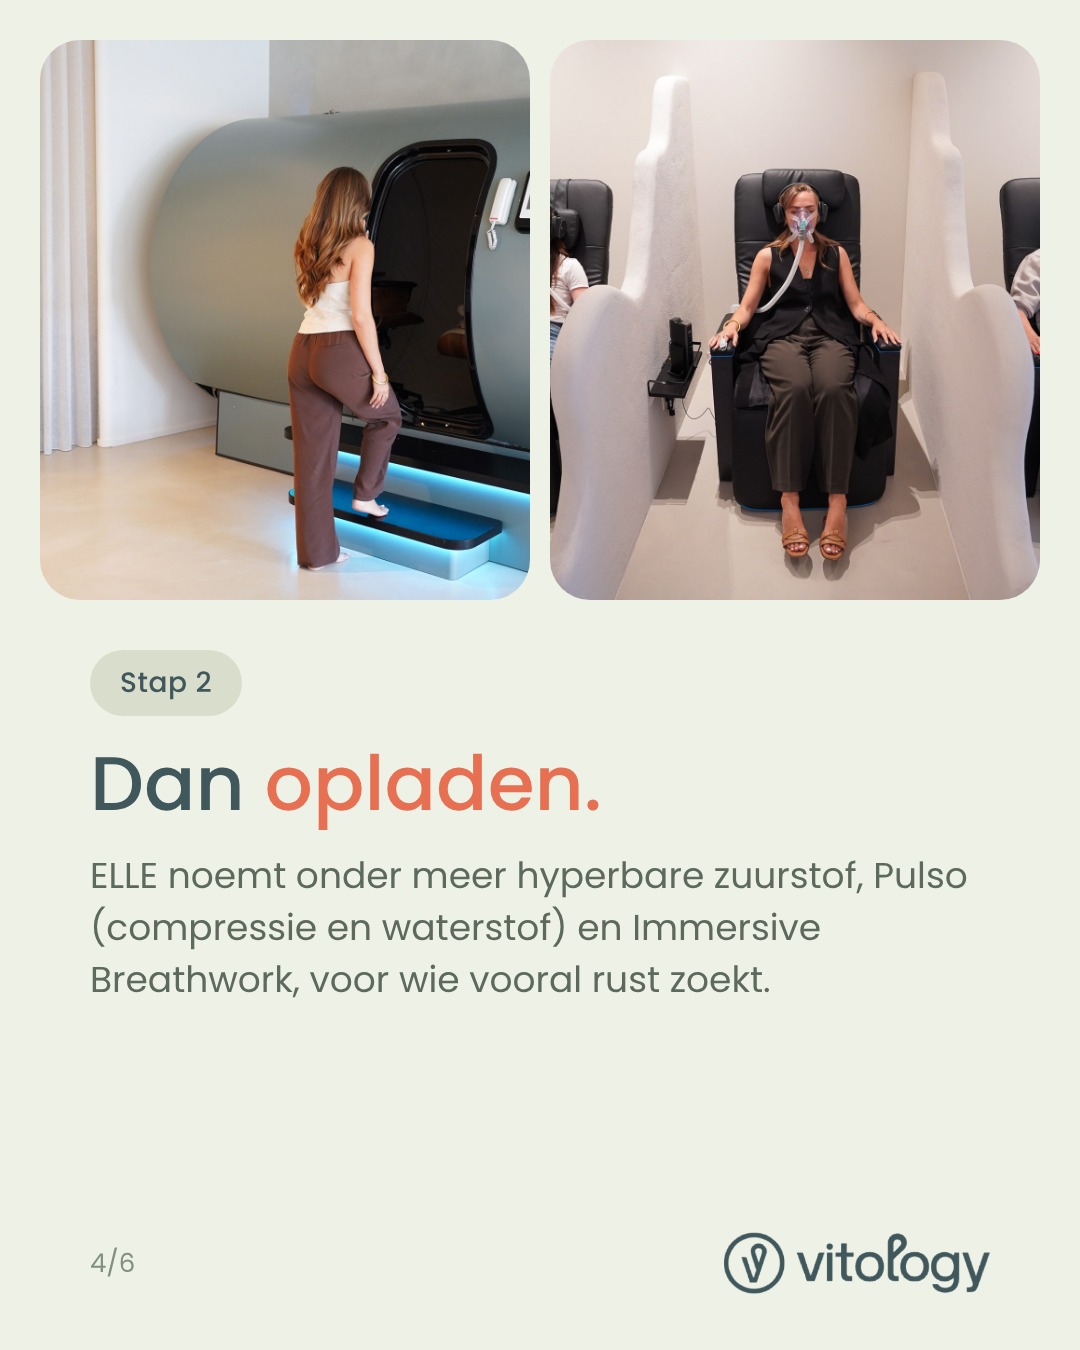 Stap 2
Dan opladen.
ELLE noemt onder meer hyperbare zuurstof, Pulso
(compressie en waterstof) en Immersive
Breathwork, voor wie vooral rust zoekt.
4/6
vitology